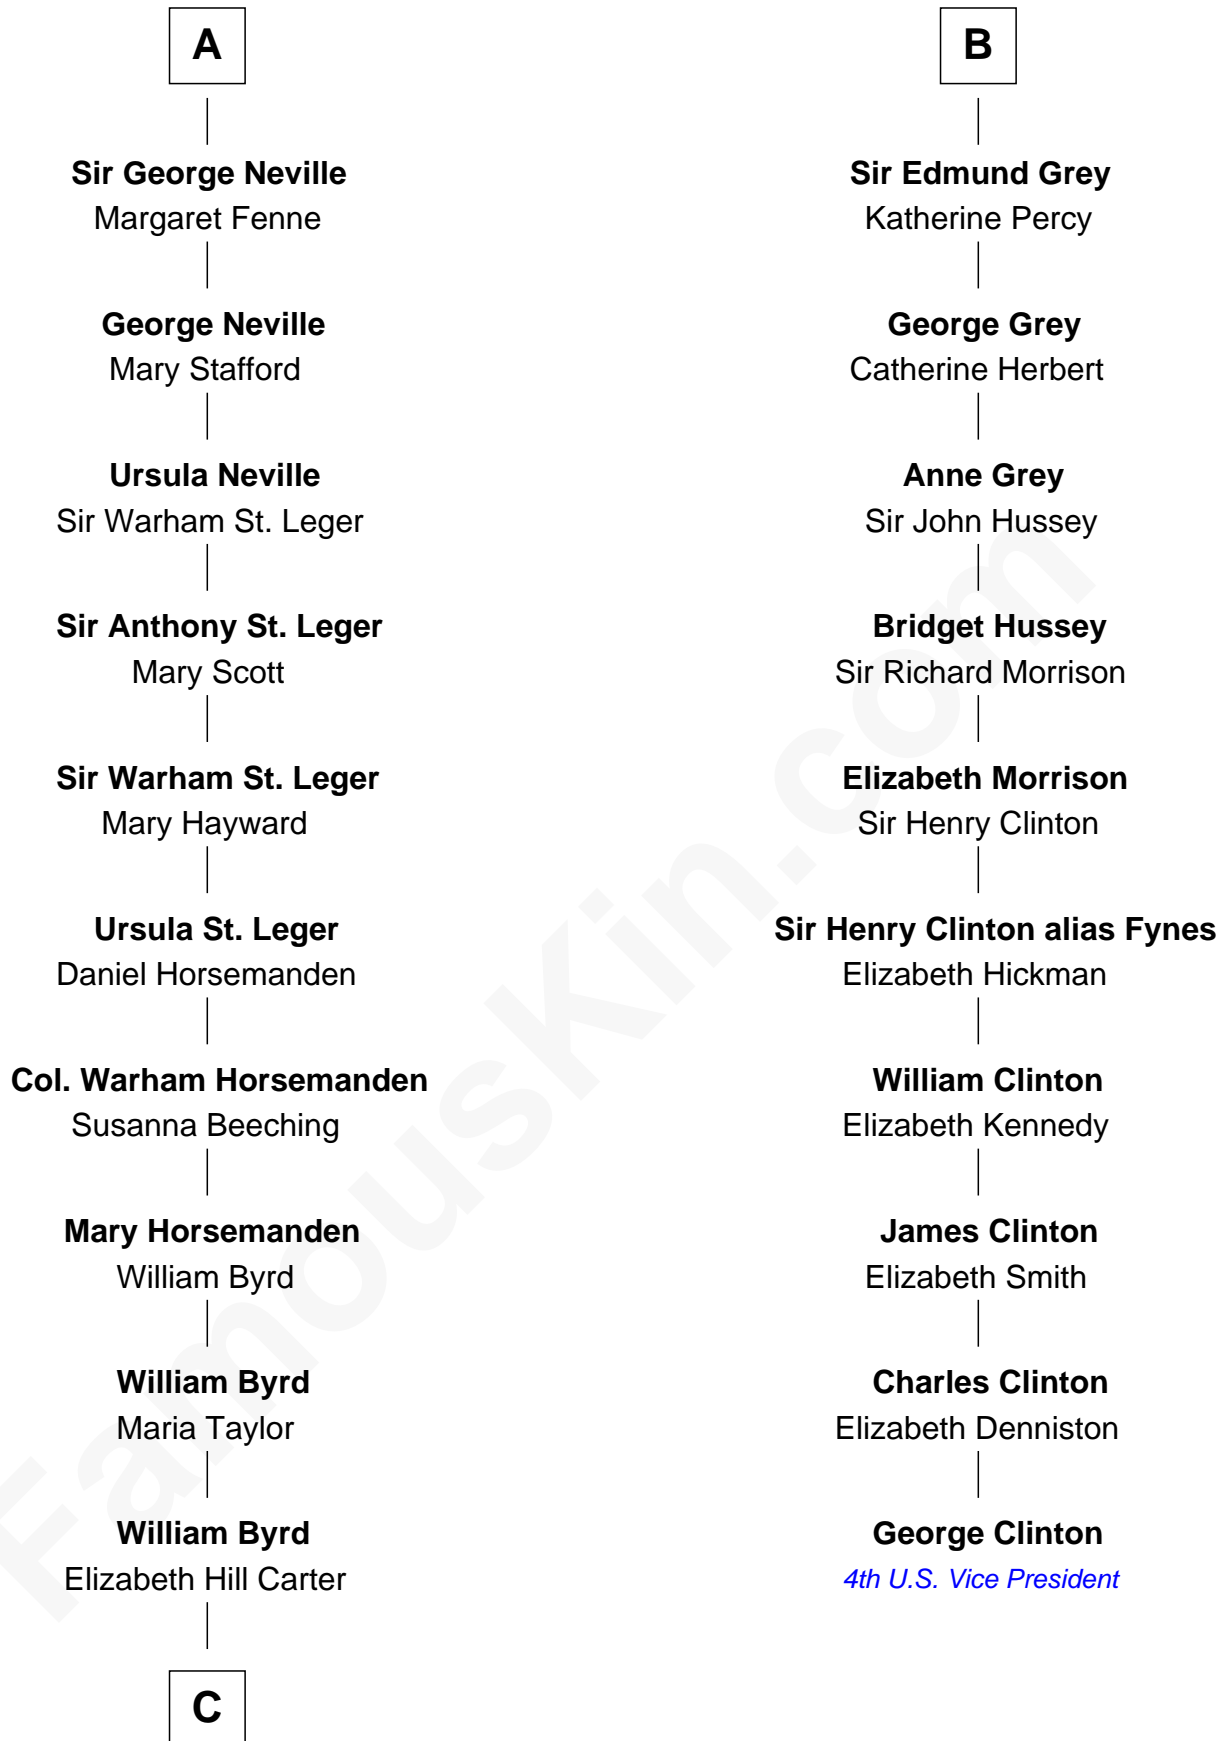 A
Sir George Neville
Margaret Fenne
George Neville
Mary Stafford
Ursula Neville
Sir Warham St. Leger
Sir Anthony St. Leger
Mary Scott
Sir Warham St. Leger
Mary Hayward
Ursula St. Leger
Daniel Horsemanden
Col. Warham Horsemanden
Susanna Beeching
Mary Horsemanden
William Byrd
William Byrd
Maria Taylor
William Byrd
Elizabeth Hill Carter
C
B
Sir Edmund Grey
Katherine Percy
George Grey
Catherine Herbert
Anne Grey
Sir John Hussey
Bridget Hussey
Sir Richard Morrison
Elizabeth Morrison
Sir Henry Clinton
Sir Henry Clinton alias Fynes
Elizabeth Hickman
William Clinton
Elizabeth Kennedy
James Clinton
Elizabeth Smith
Charles Clinton
Elizabeth Denniston
George Clinton
4th U.S. Vice President
FamousKin.com